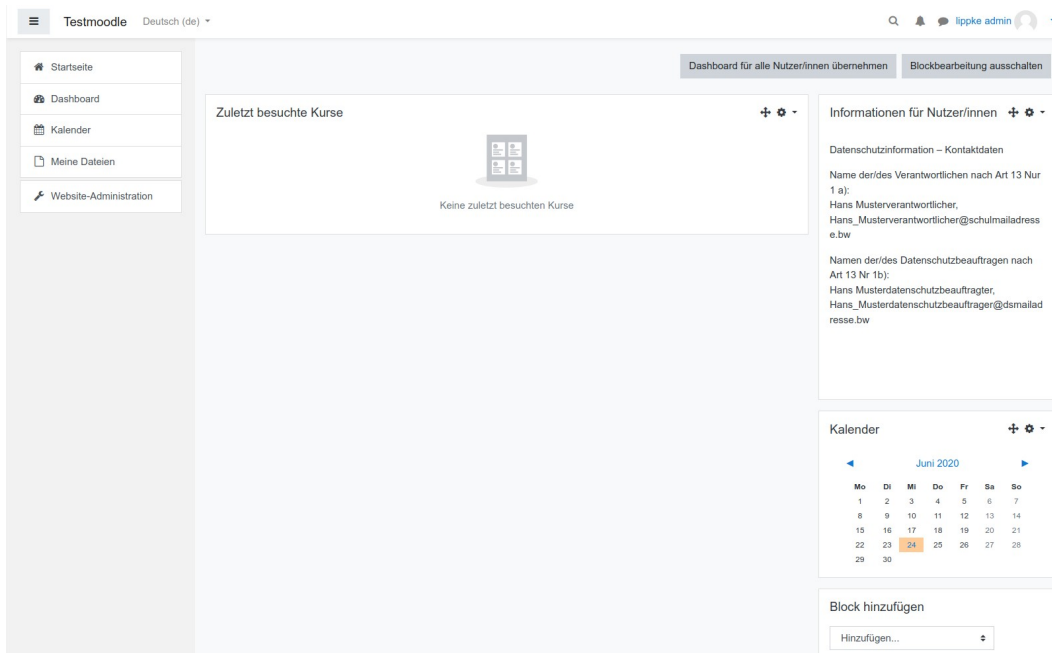 Testmoodle Deutsch (de)
lippke admin
Startseite
Dashboard
Kalender
Meine Dateien
Website-Administration
Dashboard für alle Nutzer/innen übernehmen
Blockbearbeitung ausschalten
Zuletzt besuchte Kurse
Keine zuletzt besuchten Kurse
Informationen für Nutzer/innen
Datenschutzinformation – Kontaktdaten
Name der/des Verantwortlichen nach Art 13 Nur
1 a):
Hans Musterverantwortlicher,
Hans_Musterverantwortlicher@schulmailadress
e.bw
Namen der/des Datenschutzbeauftragen nach
Art 13 Nr 1b):
Hans Musterdatenschutzbeauftragter,
Hans_Musterdatenschutzbeauftrager@dsmailad
resse.bw
Kalender
Juni 2020
Mo Di Mi Do Fr Sa So
1 2 3 4 5 6 7
8 9 10 11 12 13 14
15 16 17 18 19 20 21
22 23 24 25 26 27 28
29 30
Block hinzufügen
Hinzufügen...